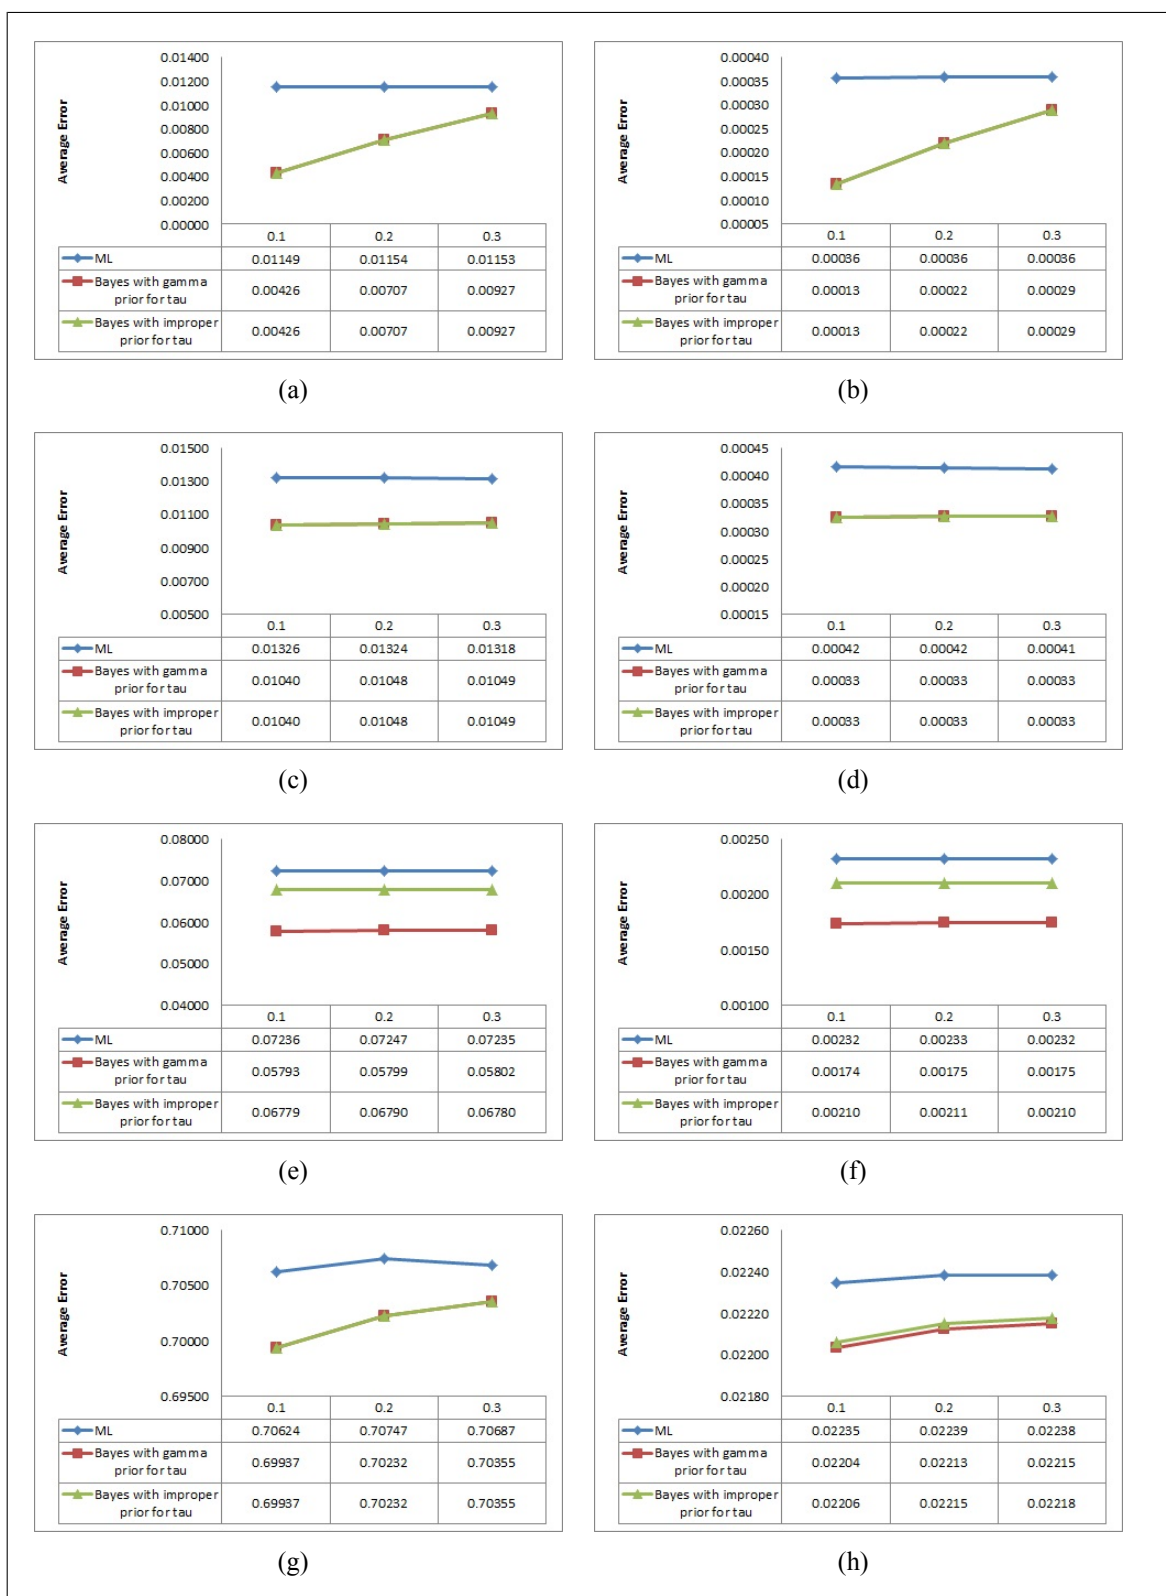 Average Error
0.01400
0.01200
0.01000
0.00800
0.00600
0.00400
0.00200
0.00000
0.1 0.2 0.3
ML 0.01149 0.01154 0.01153
Bayes with gamma
prior for tau 0.00426 0.00707 0.00927
Bayes with improper
prior for tau 0.00426 0.00707 0.00927
(a)
Average Error
0.00040
0.00035
0.00030
0.00025
0.00020
0.00015
0.00010
0.00005
0.1 0.2 0.3
ML 0.00036 0.00036 0.00036
Bayes with gamma
prior for tau 0.00013 0.00022 0.00029
Bayes with improper
prior for tau 0.00013 0.00022 0.00029
(b)
Average Error
0.01500
0.01300
0.01100
0.00900
0.00700
0.00500
0.1 0.2 0.3
ML 0.01326 0.01324 0.01318
Bayes with gamma
prior for tau 0.01040 0.01048 0.01049
Bayes with improper
prior for tau 0.01040 0.01048 0.01049
(c)
Average Error
0.00045
0.00040
0.00035
0.00030
0.00025
0.00020
0.00015
0.1 0.2 0.3
ML 0.00042 0.00042 0.00041
Bayes with gamma
prior for tau 0.00033 0.00033 0.00033
Bayes with improper
prior for tau 0.00033 0.00033 0.00033
(d)
Average Error
0.08000
0.07000
0.06000
0.05000
0.04000
0.1 0.2 0.3
ML 0.07236 0.07247 0.07235
Bayes with gamma
prior for tau 0.05793 0.05799 0.05802
Bayes with improper
prior for tau 0.06779 0.06790 0.06780
(e)
Average Error
0.00250
0.00200
0.00150
0.00100
0.1 0.2 0.3
ML 0.00232 0.00233 0.00232
Bayes with gamma
prior for tau 0.00174 0.00175 0.00175
Bayes with improper
prior for tau 0.00210 0.00211 0.00210
(f)
Average Error
0.71000
0.70500
0.70000
0.69500
0.1 0.2 0.3
ML 0.70624 0.70747 0.70687
Bayes with gamma
prior for tau 0.69937 0.70232 0.70355
Bayes with improper
prior for tau 0.69937 0.70232 0.70355
(g)
Average Error
0.02260
0.02240
0.02220
0.02200
0.02180
0.1 0.2 0.3
ML 0.02235 0.02239 0.02238
Bayes with gamma
prior for tau 0.02204 0.02213 0.02215
Bayes with improper
prior for tau 0.02206 0.02215 0.02218
(h)